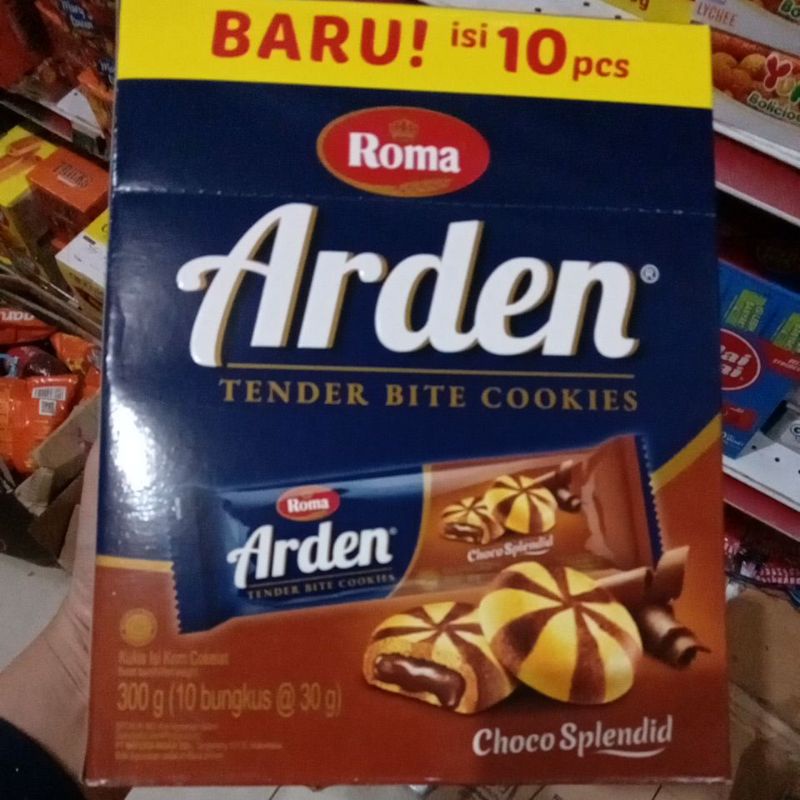 BARU! isi 10 pcs
Roma
Arden®
TENDER BITE COOKIES
Roma
Arden®
TENDER BITE COOKIES
Choco Splendid
Kukis Isi Krim Cokelat
300 g (10 bungkus @ 30 g)
Choco Splendid
LYCHEE